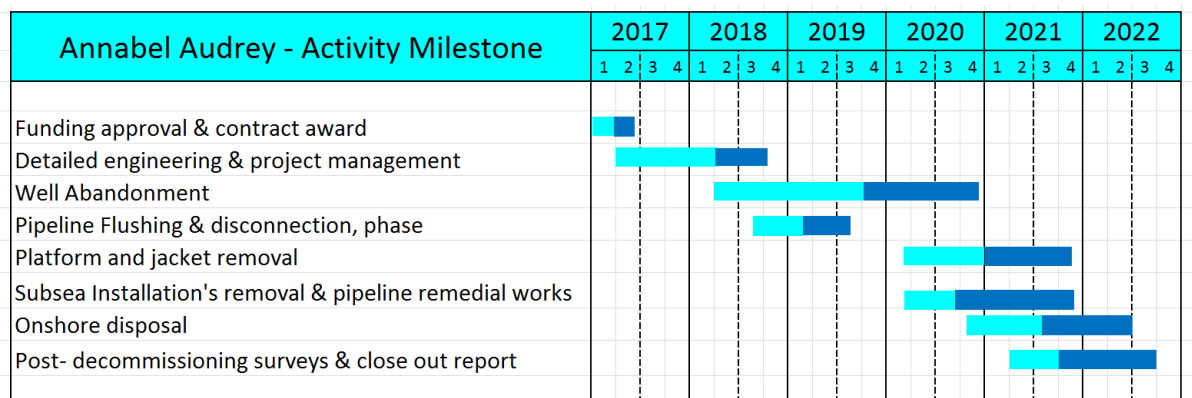 Annabel Audrey - Activity Milestone
2017 2018 2019 2020 2021 2022
1 2 3 4 1 2 3 4 1 2 3 4 1 2 3 4 1 2 3 4 1 2 3 4
Funding approval & contract award
Detailed engineering & project management
Well Abandonment
Pipeline Flushing & disconnection, phase
Platform and jacket removal
Subsea Installation's removal & pipeline remedial works
Onshore disposal
Post- decommissioning surveys & close out report